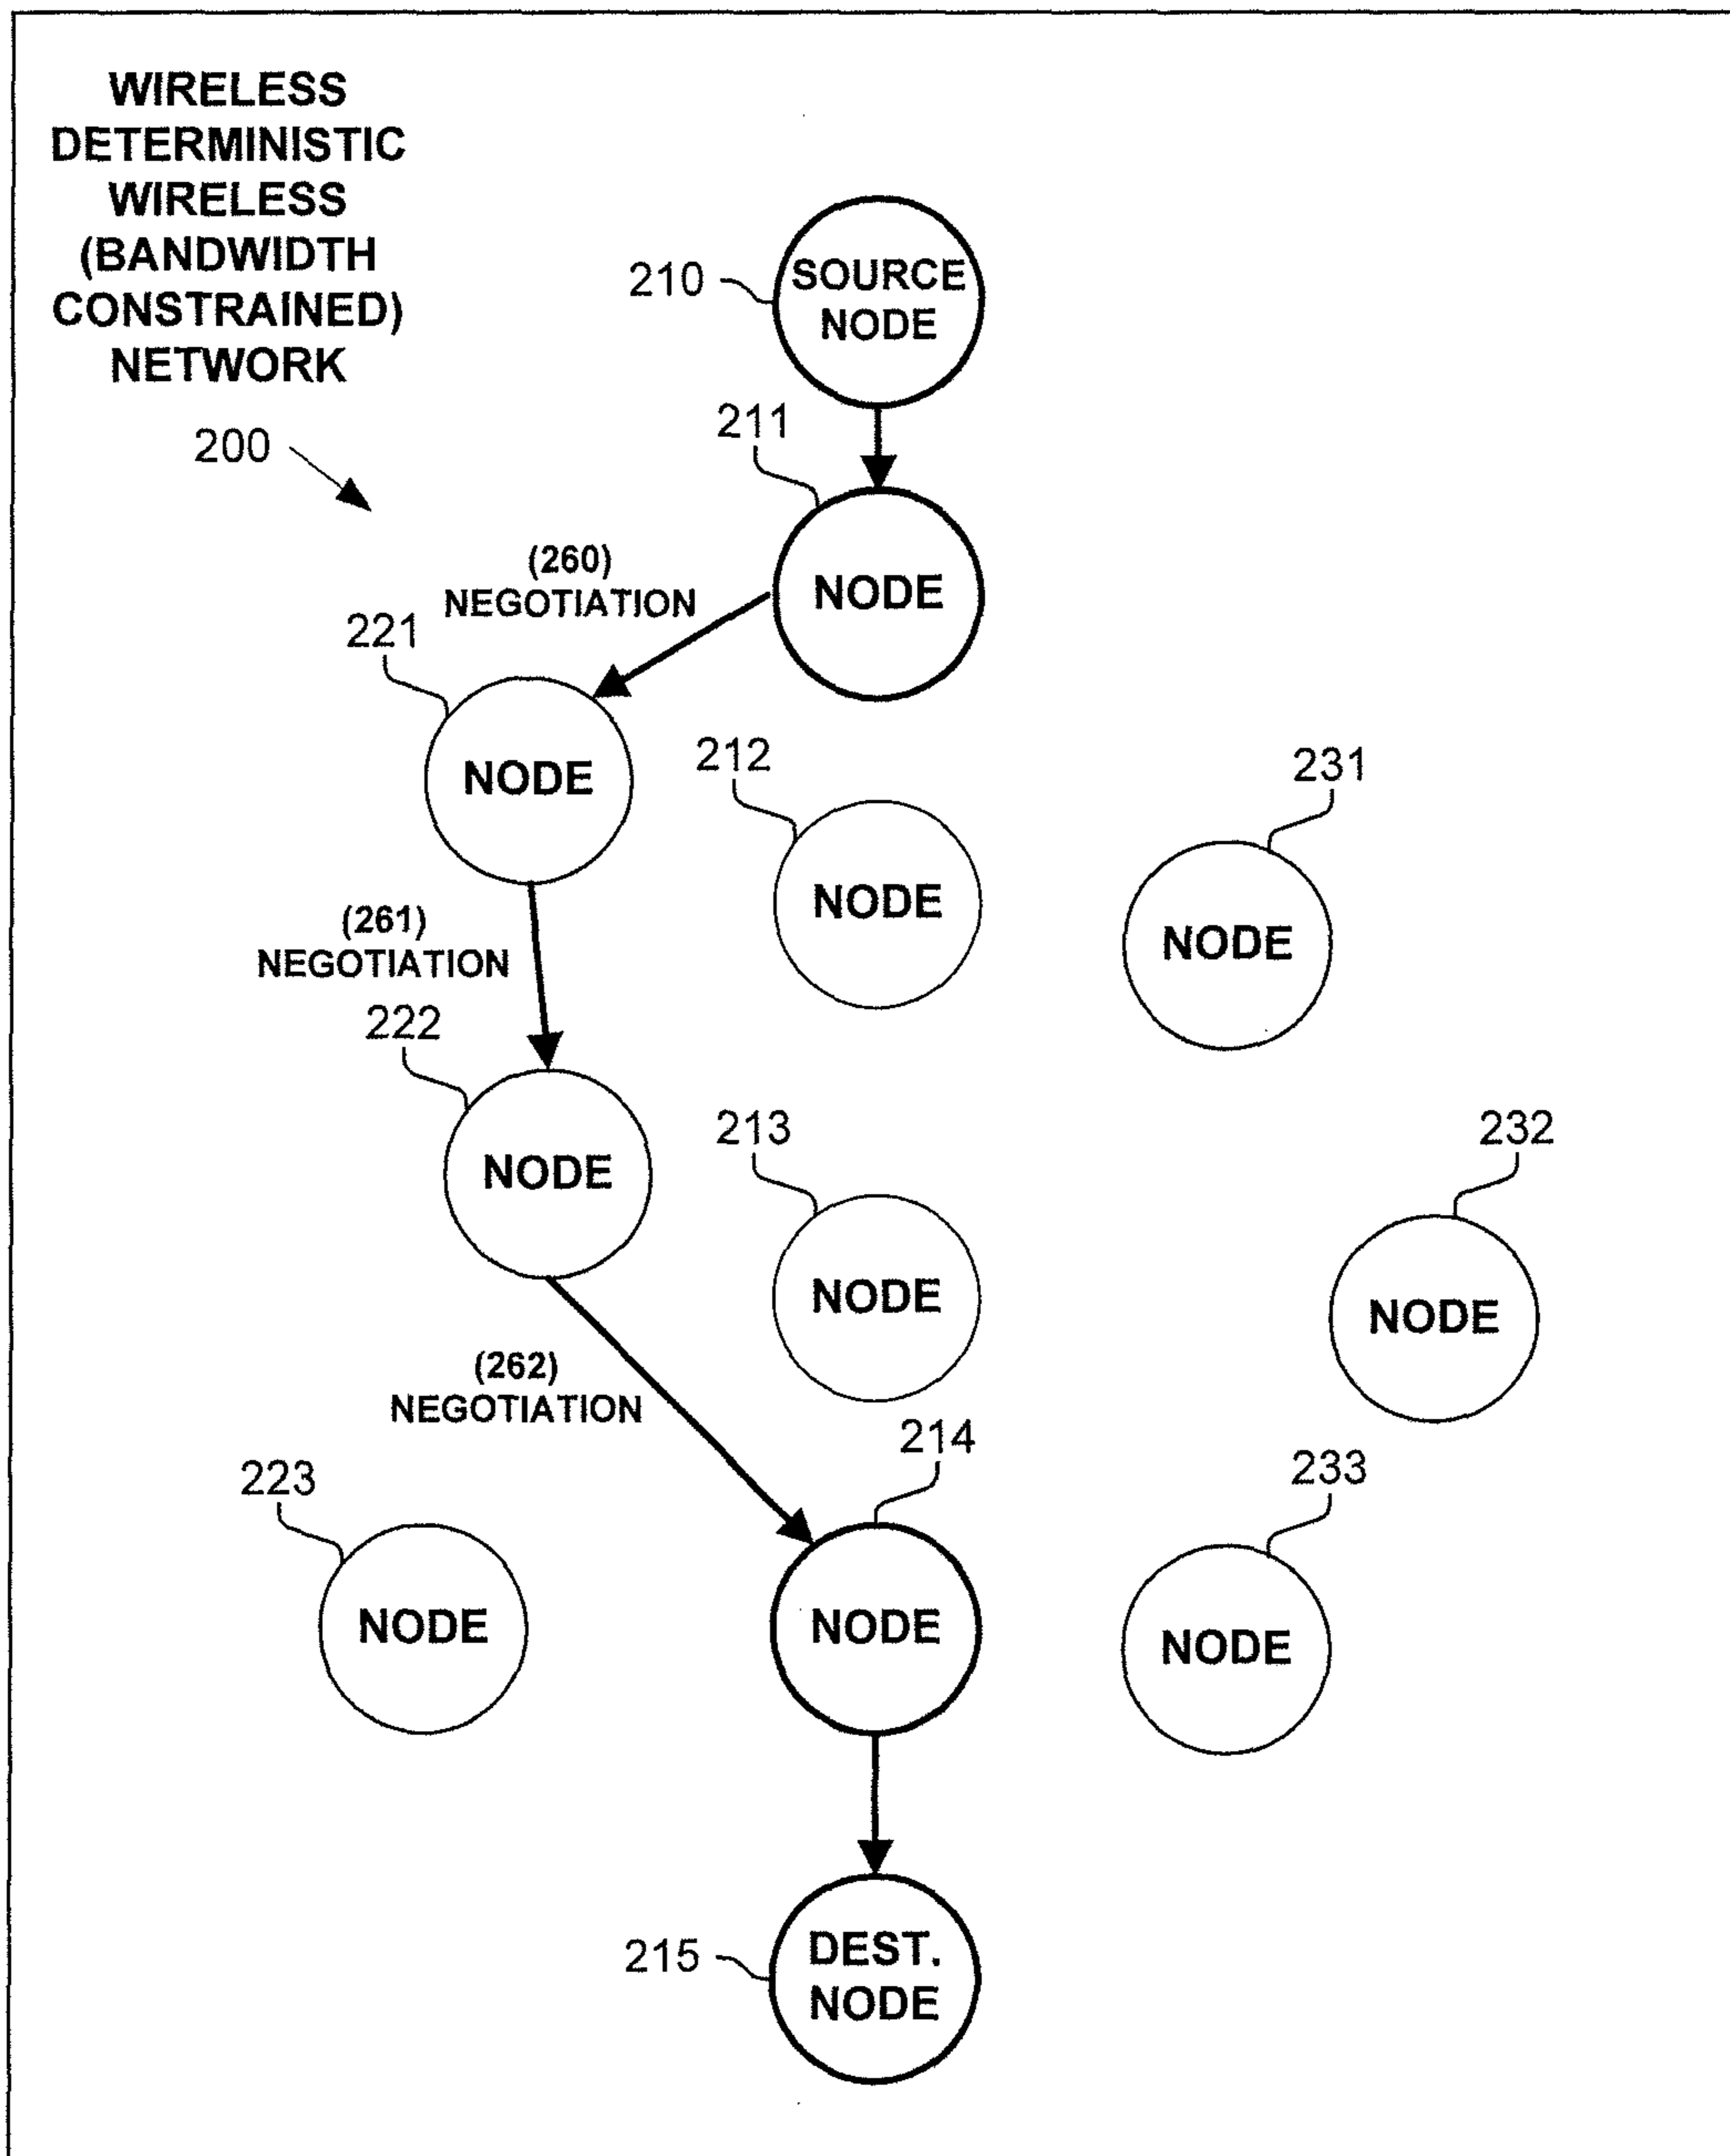 WIRELESS
DETERMINISTIC
WIRELESS
(BANDWIDTH
CONSTRAINED)
NETWORK
200
210
SOURCE
NODE
211
NODE
(260)
NEGOTIATION
221
NODE
212
NODE
231
NODE
(261)
NEGOTIATION
222
NODE
213
NODE
232
NODE
(262)
NEGOTIATION
214
NODE
223
NODE
233
NODE
215
DEST.
NODE